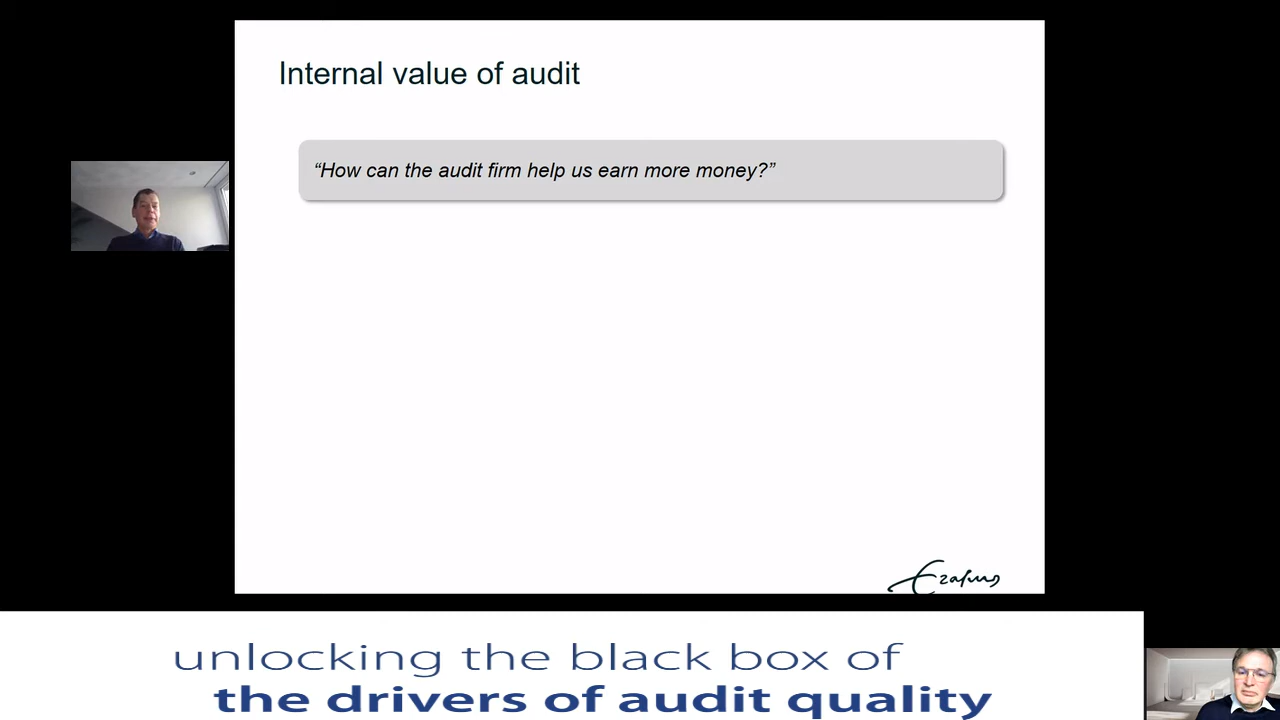 Internal value of audit
“How can the audit firm help us earn more money?”
Erasmus
unlocking the black box of
the drivers of audit quality